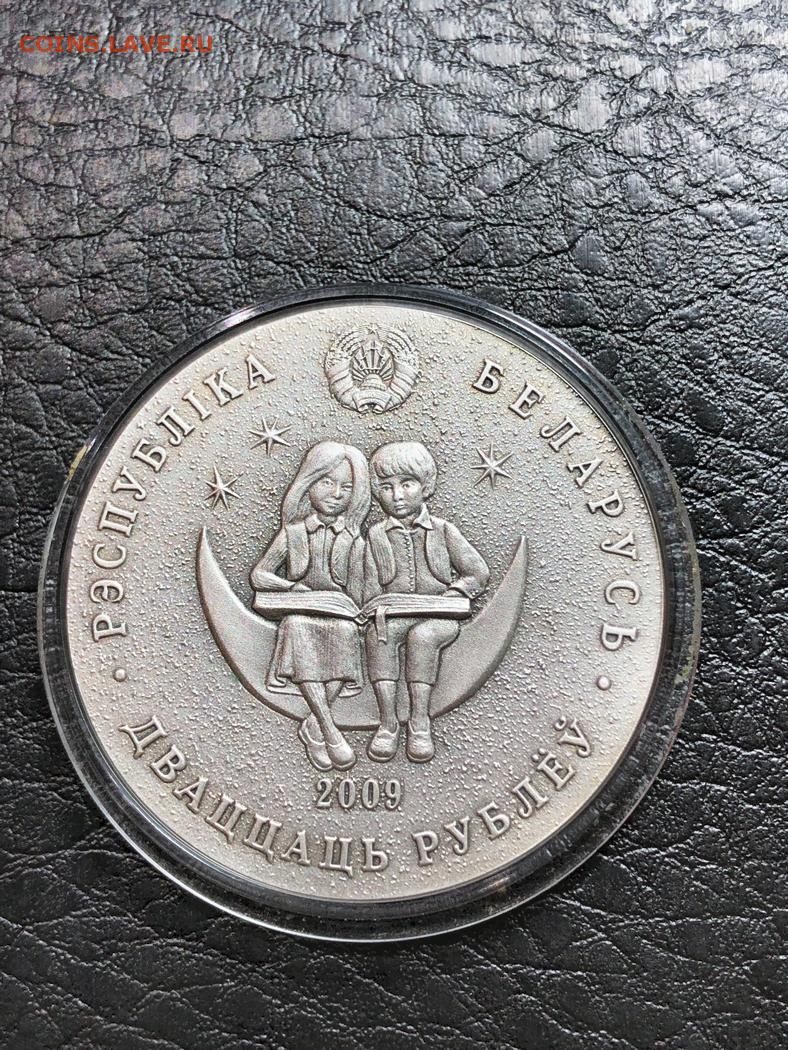 COINS.LAVE.RU
РЭСПУБЛІКА БЕЛАРУСЬ
2009
ДВАЦЦАЦЬ РУБЛЁЎ